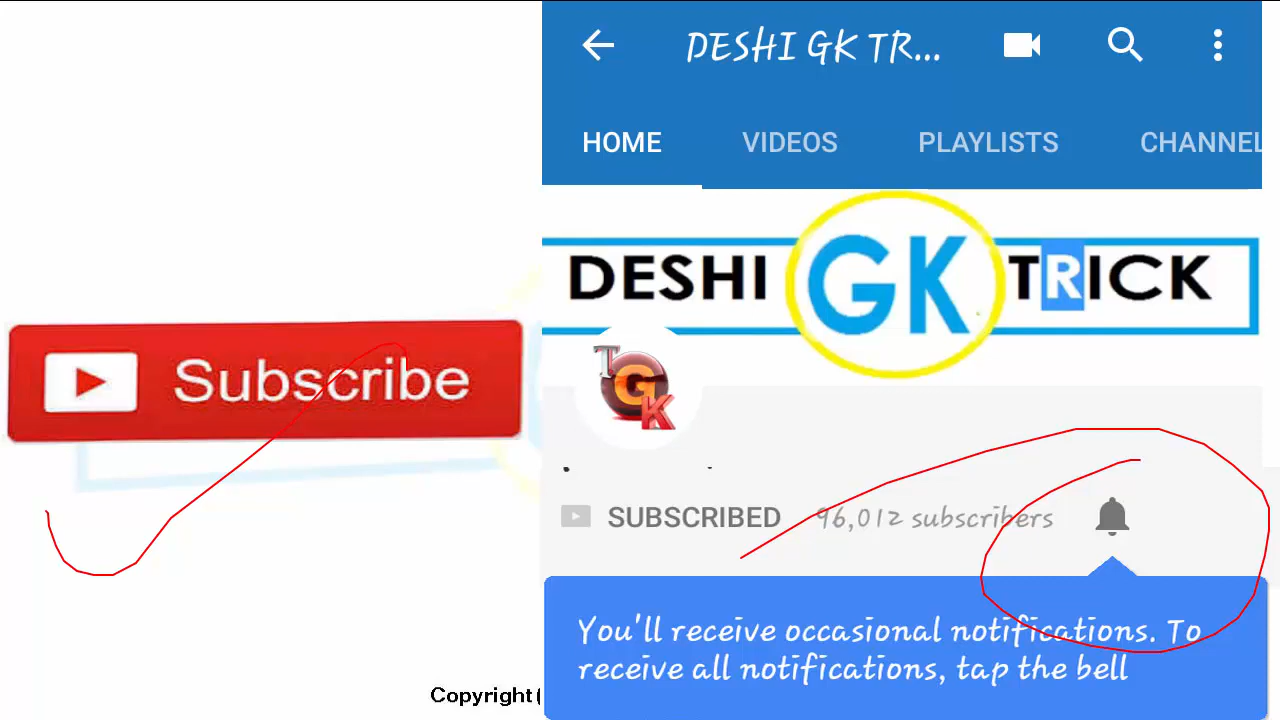 DESHI GK TR...
HOME VIDEOS PLAYLISTS CHANNEL
DESHI GK TRICK
TGK
Subscribe
SUBSCRIBED 96,012 subscribers
You'll receive occasional notifications. To
receive all notifications, tap the bell
Copyright(